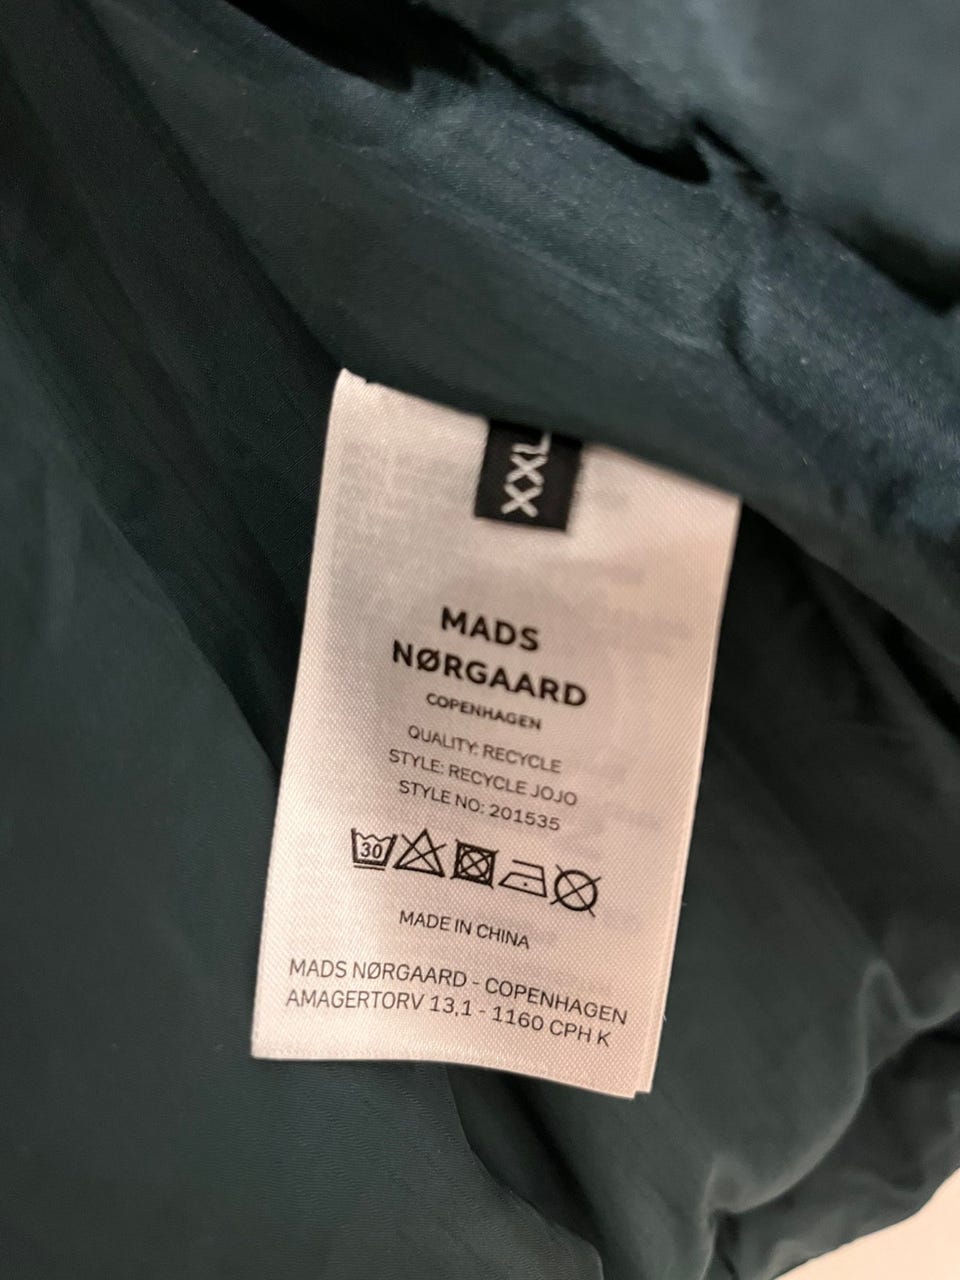 XXL
MADS
NØRGAARD
COPENHAGEN
QUALITY: RECYCLE
STYLE: RECYCLE JOJO
STYLE NO: 201535
30
MADE IN CHINA
MADS NØRGAARD - COPENHAGEN
AMAGERTORV 13,1 - 1160 CPH K